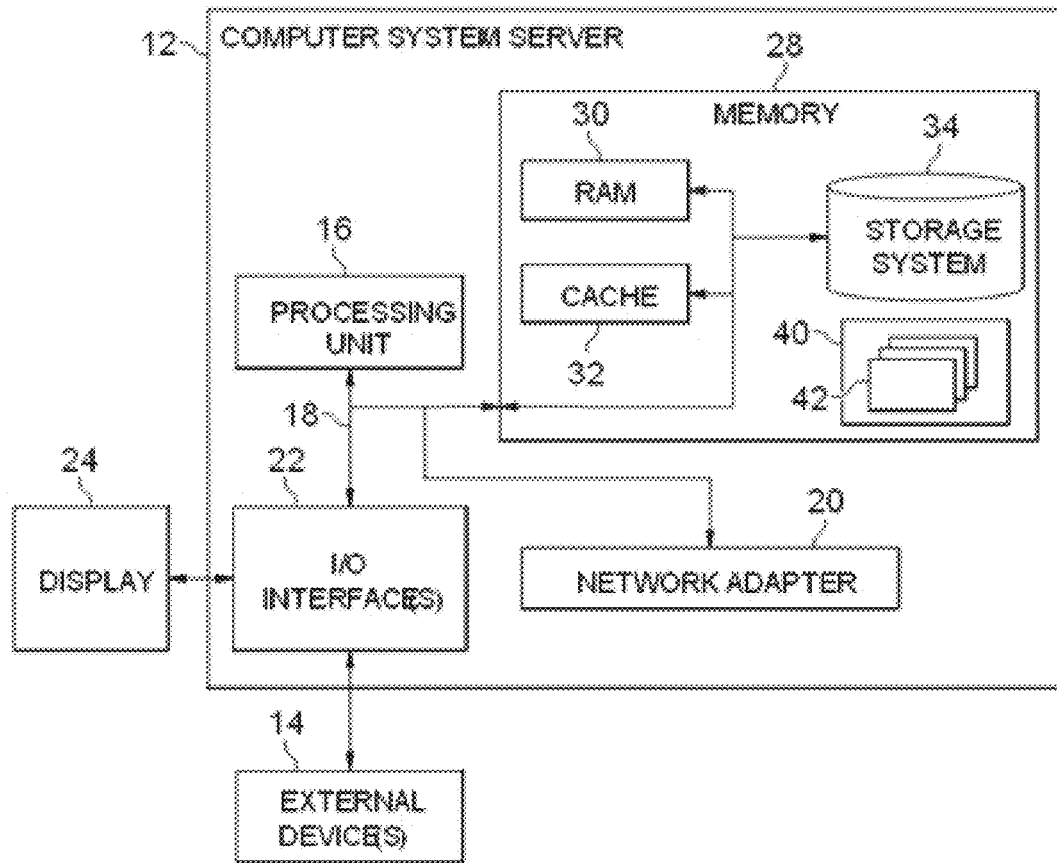 12
COMPUTER SYSTEM SERVER
28
MEMORY
30
RAM
34
STORAGE
SYSTEM
16
PROCESSING
UNIT
CACHE
32
40
42
18
24
22
20
DISPLAY
I/O
INTERFACE(S)
NETWORK ADAPTER
14
EXTERNAL
DEVICE(S)